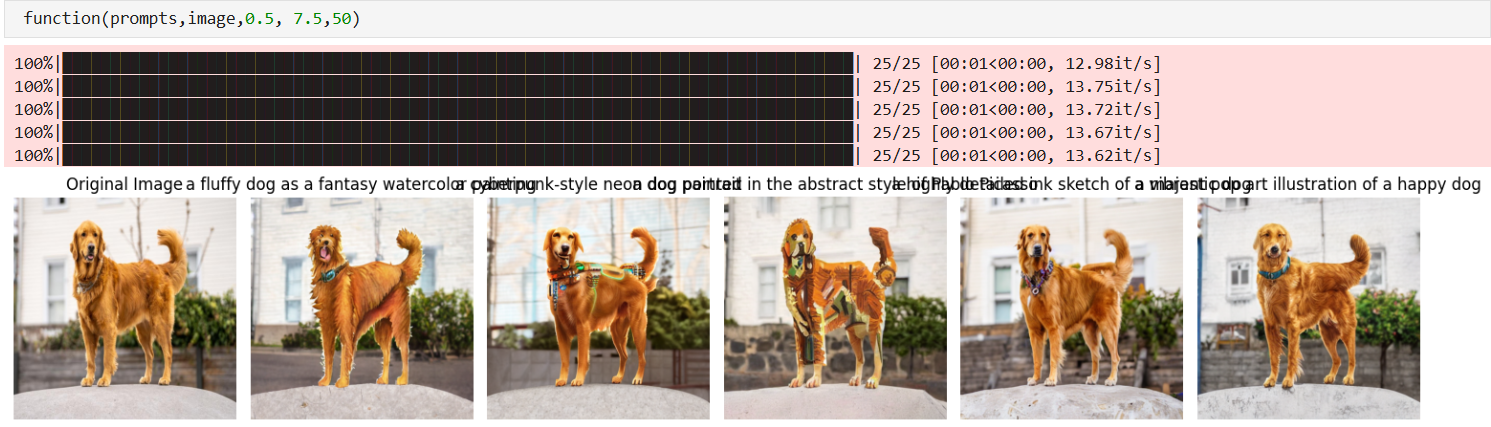 function(prompts,image,0.5, 7.5,50)
100%| | 25/25 [00:01<00:00, 12.98it/s]
100%| | 25/25 [00:01<00:00, 13.75it/s]
100%| | 25/25 [00:01<00:00, 13.72it/s]
100%| | 25/25 [00:01<00:00, 13.67it/s]
100%| | 25/25 [00:01<00:00, 13.62it/s]
Original Image a fluffy dog as a fantasy watercolor painting a cyberpunk-style neon dog portrait a dog portrait in the abstract style of Pablo Picasso a highly detailed ink sketch of a majestic dog a vibrant pop art illustration of a happy dog